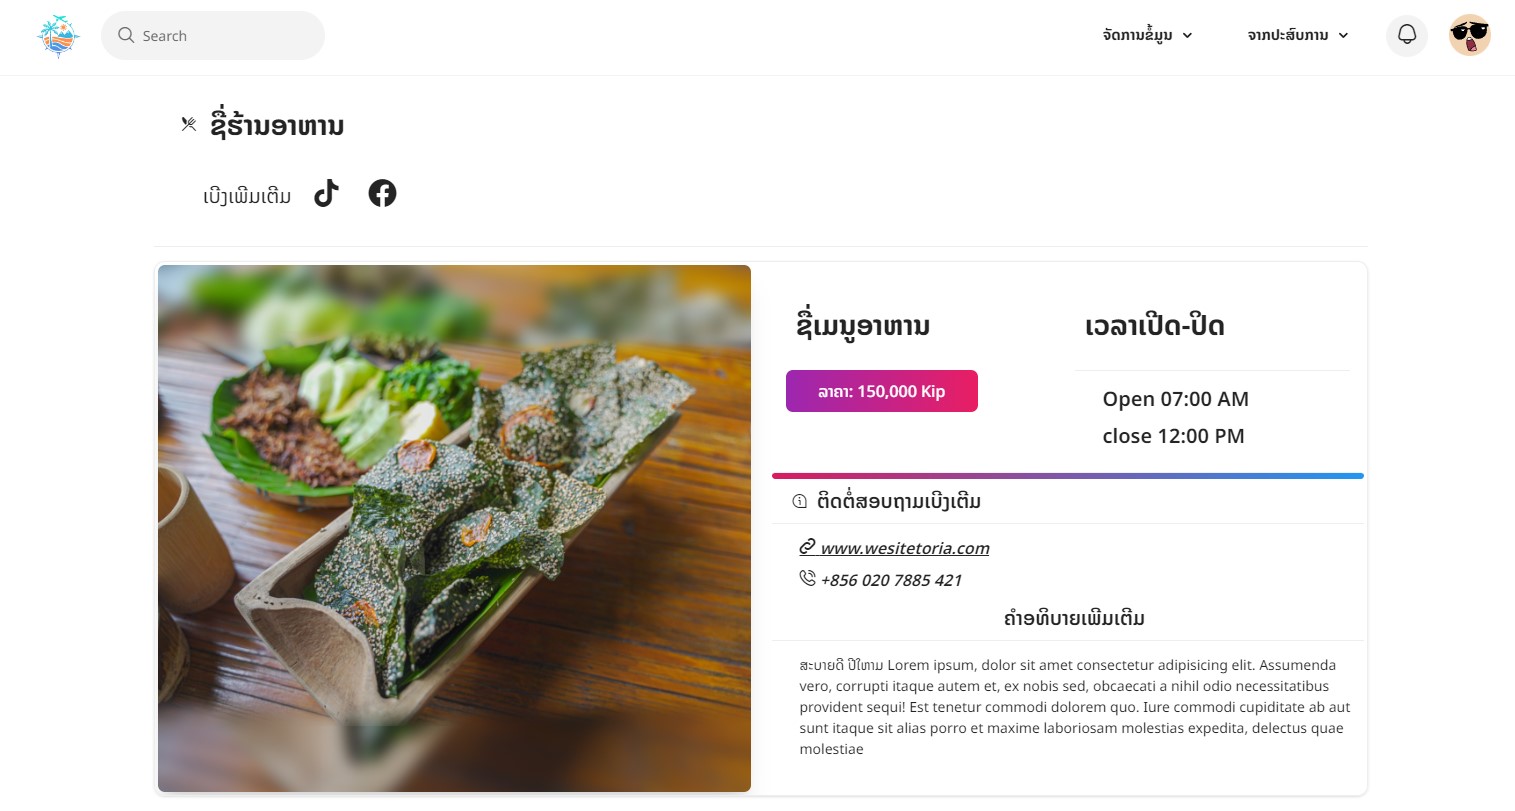 Search
ຈັດການຂໍ້ມູນ
ຈາກປະສົບການ
ຊື່ຮ້ານອາຫານ
ເບີງເພີມເຕີມ
ຊື່ເມນູອາຫານ
ເວລາເປີດ-ປິດ
ລາຄາ: 150,000 Kip
Open 07:00 AM
close 12:00 PM
ຕິດຕໍ່ສອບຖາມເບີງເຕີມ
www.wesitetoria.com
+856 020 7885 421
ຄຳອທິບາຍເພີມເຕີມ
ສະບາຍດີ ປີໃຫາມ Lorem ipsum, dolor sit amet consectetur adipisicing elit. Assumenda
vero, corrupti itaque autem et, ex nobis sed, obcaecati a nihil odio necessitatibus
provident sequi! Est tenetur commodi dolorem quo. Iure commodi cupiditate ab aut
sunt itaque sit alias porro et maxime laboriosam molestias expedita, delectus quae
molestiae